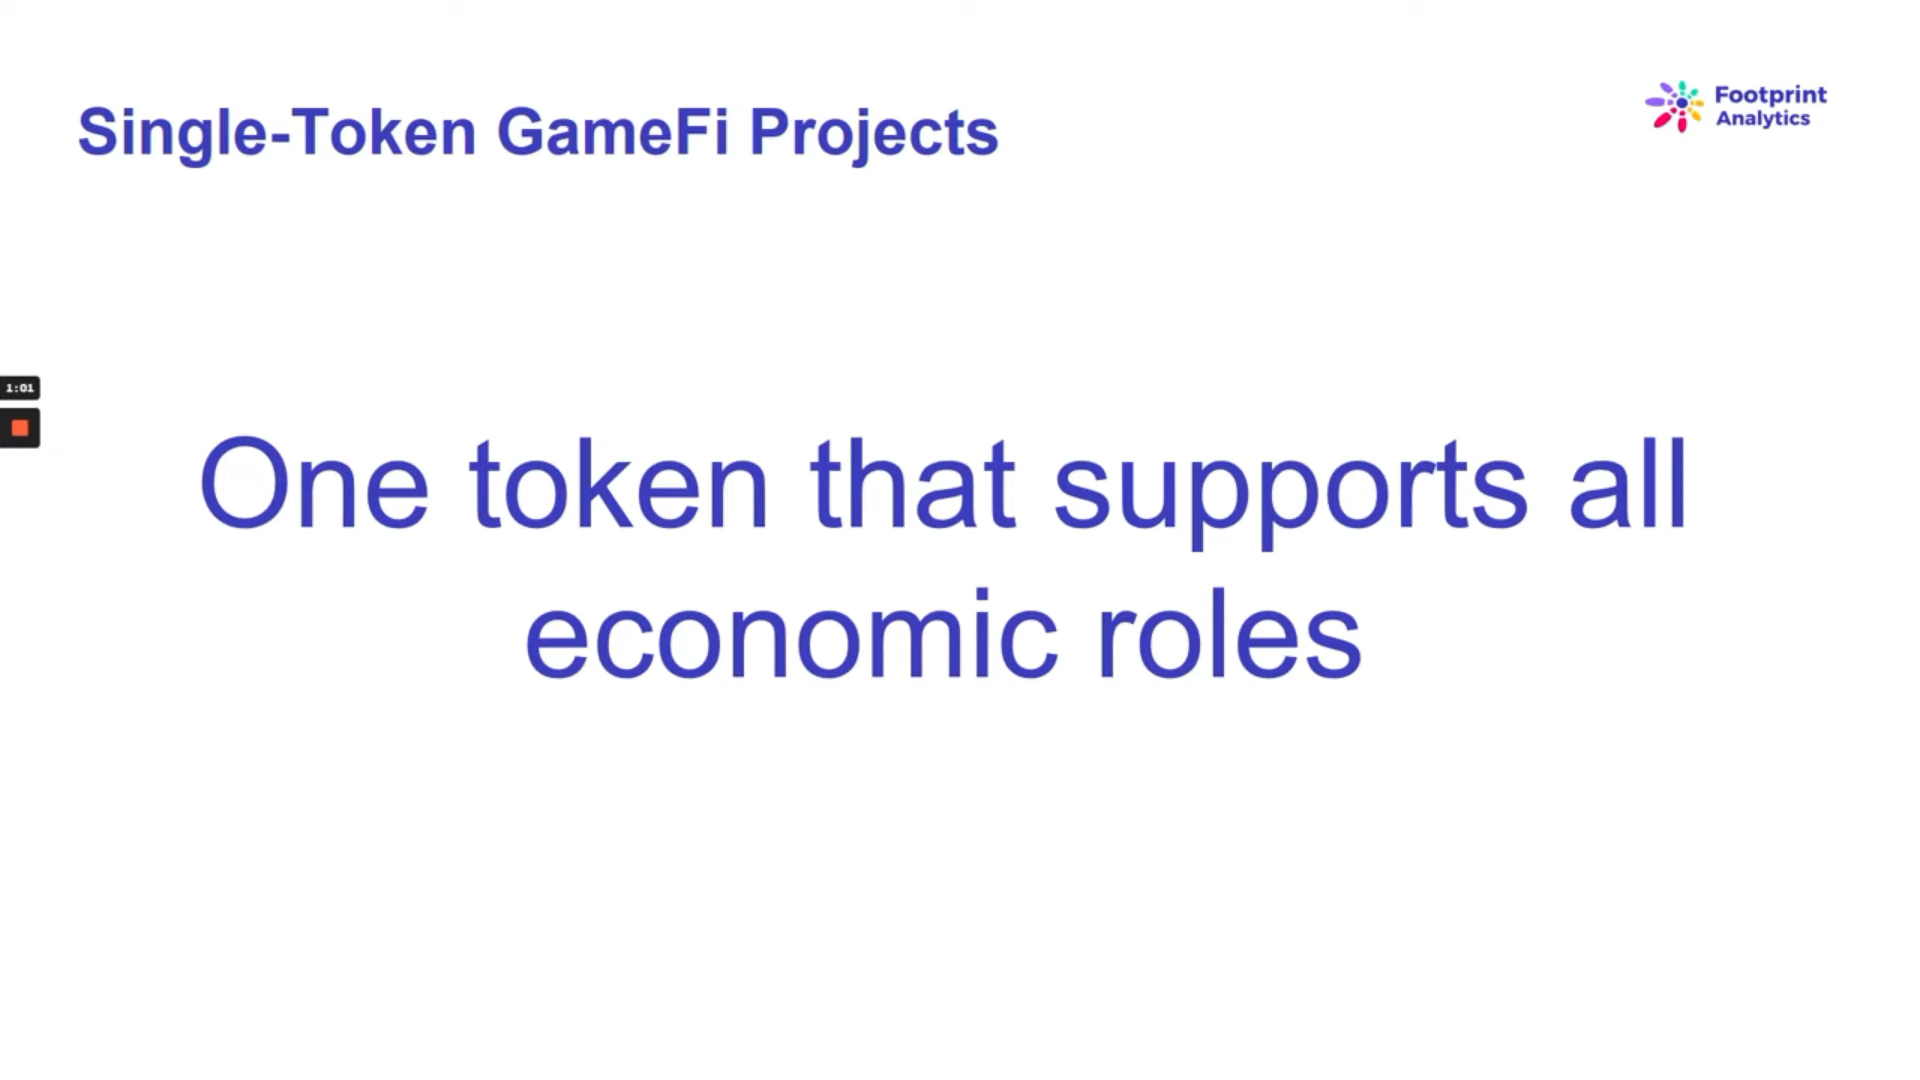 Single-Token GameFi Projects
Footprint
Analytics
1:01
One token that supports all
economic roles